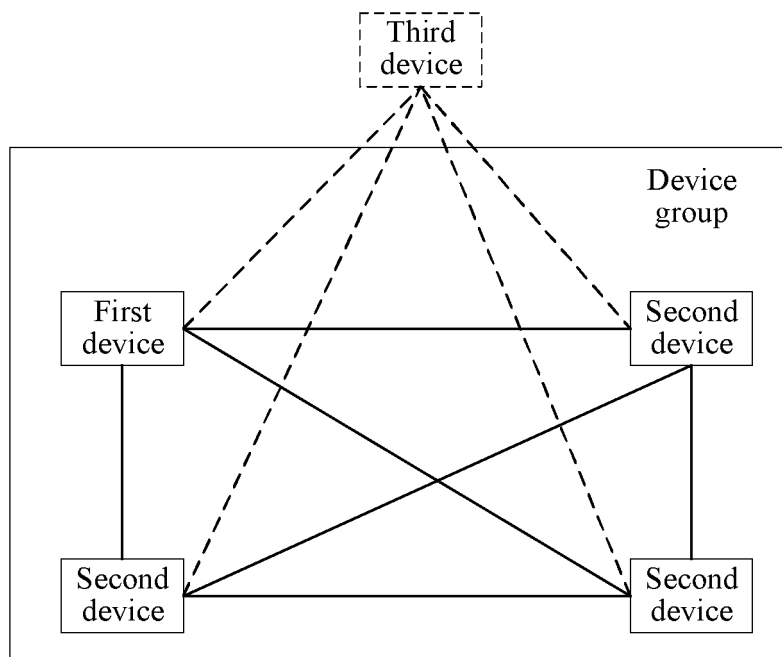 Third
device
Device
group
First
device
Second
device
Second
device
Second
device